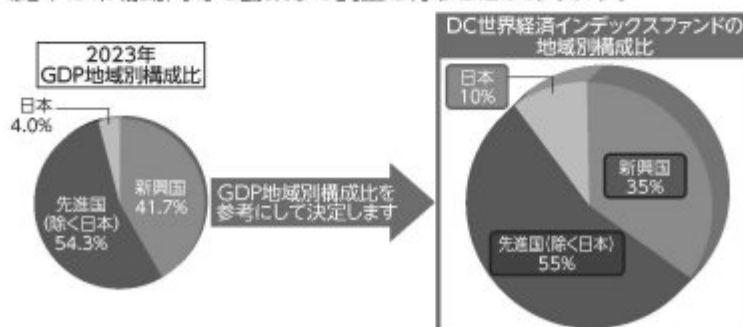 2023年
GDP地域別構成比
日本
4.0%
新興国
41.7%
先進国
(除く日本)
54.3%
GDP地域別構成比を
参考にして決定します
DC世界経済インデックスファンドの
地域別構成比
日本
10%
新興国
35%
先進国(除く日本)
55%